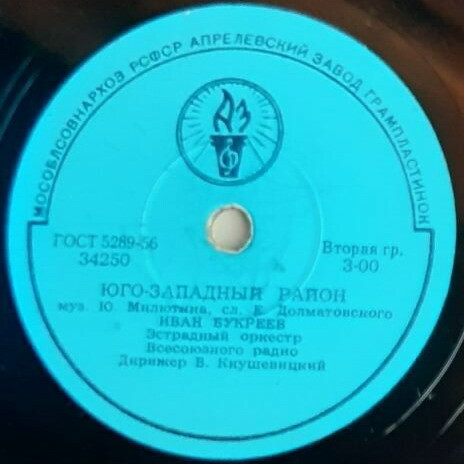 МОСОБЛСОВНАРХОЗ РСФСР АПРЕЛЕВСКИЙ ЗАВОД ГРАМПЛАСТИНОК
АЗ
ГОСТ 5289-56
34250
Вторая гр.
3-00
ЮГО-ЗАПАДНЫЙ РАЙОН
муз. Ю. Милютина, сл. Е. Долматовского
ИВАН БУКРЕЕВ
Эстрадный оркестр
Всесоюзного радио
Дирижер В. Кнушевицкий